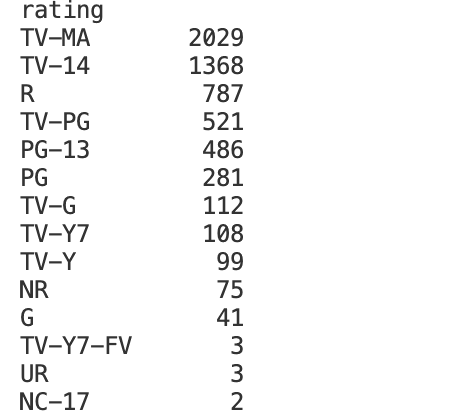 rating
TV-MA 2029
TV-14 1368
R 787
TV-PG 521
PG-13 486
PG 281
TV-G 112
TV-Y7 108
TV-Y 99
NR 75
G 41
TV-Y7-FV 3
UR 3
NC-17 2